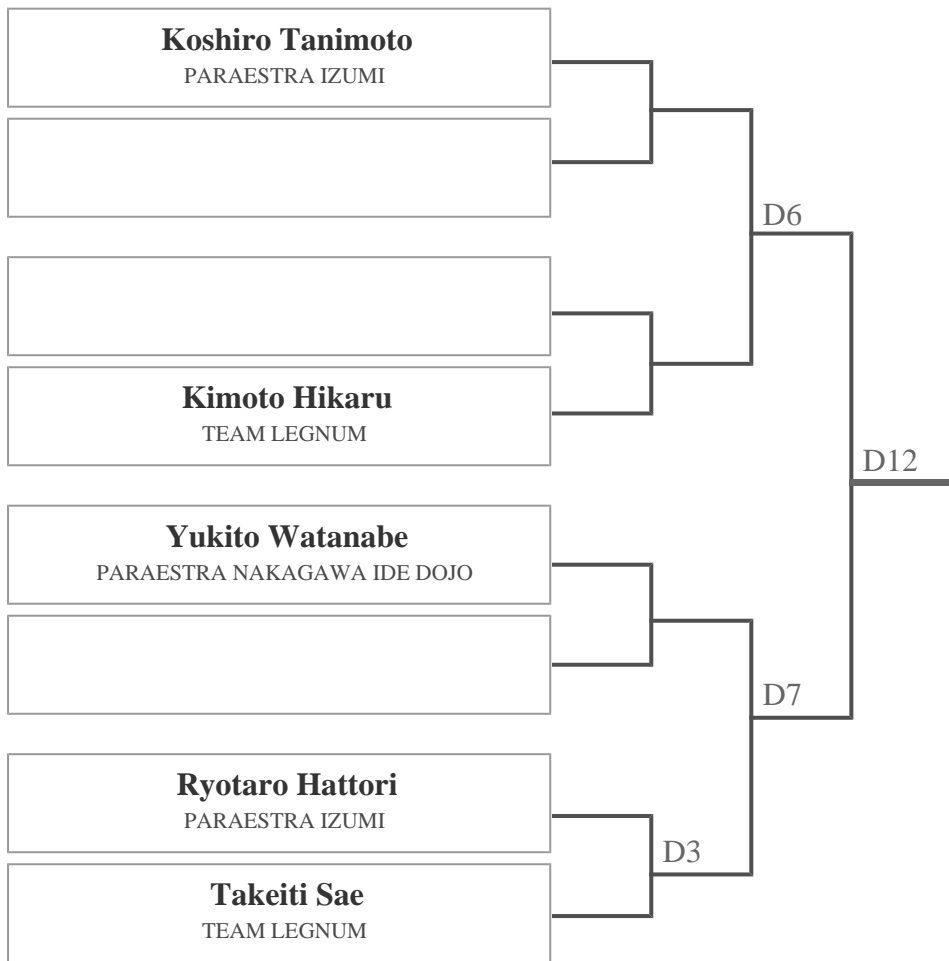 Koshiro Tanimoto
PARAESTRA IZUMI
D6
Kimoto Hikaru
TEAM LEGNUM
D12
Yukito Watanabe
PARAESTRA NAKAGAWA IDE DOJO
D7
Ryotaro Hattori
PARAESTRA IZUMI
D3
Takeiti Sae
TEAM LEGNUM